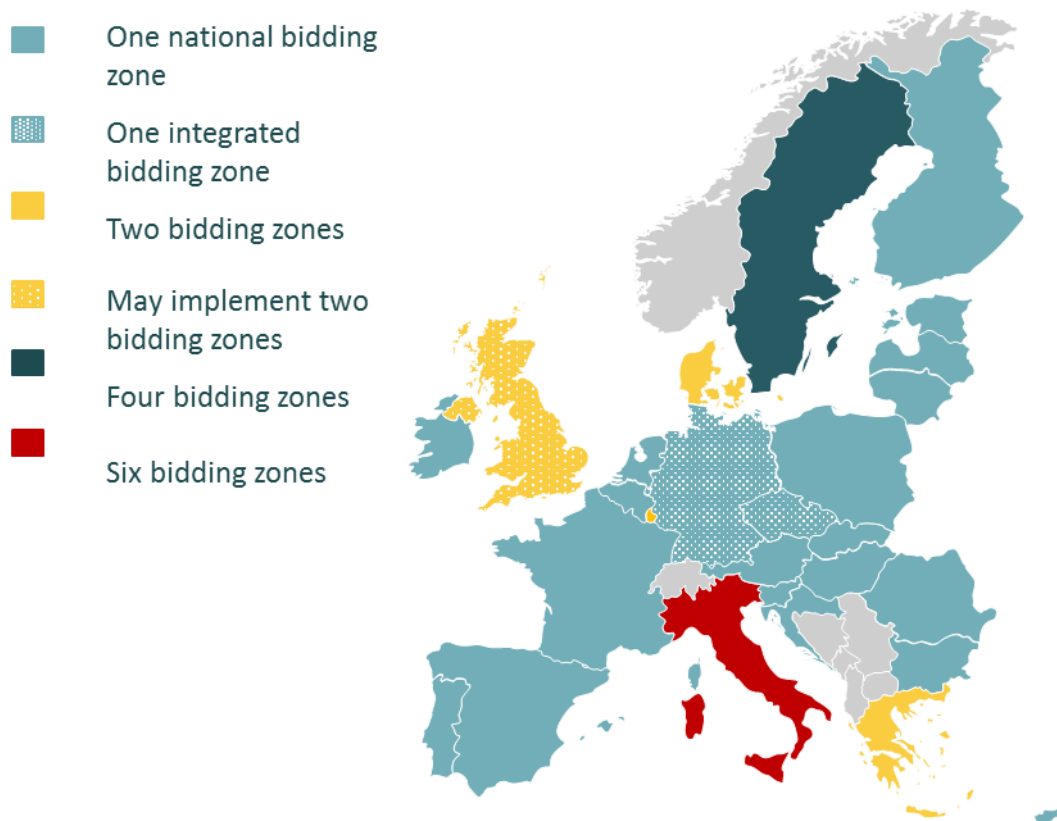 One national bidding
zone
One integrated
bidding zone
Two bidding zones
May implement two
bidding zones
Four bidding zones
Six bidding zones